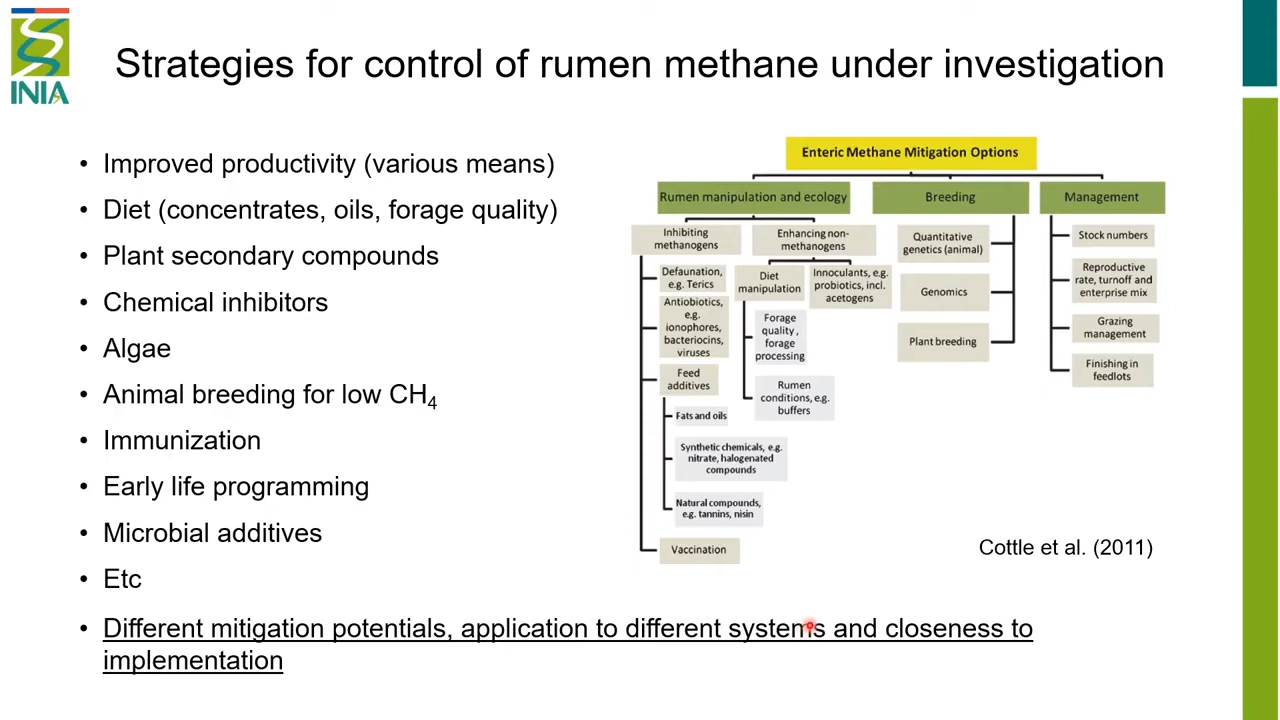 INIA
Strategies for control of rumen methane under investigation
• Improved productivity (various means)
• Diet (concentrates, oils, forage quality)
• Plant secondary compounds
• Chemical inhibitors
• Algae
• Animal breeding for low CH₄
• Immunization
• Early life programming
• Microbial additives
• Etc
• Different mitigation potentials, application to different systems and closeness to
implementation
Enteric Methane Mitigation Options
Rumen manipulation and ecology
Inhibiting
methanogens
Defaunation,
e.g. Terics
Antibiotics,
e.g.
ionophores,
bacteriocins,
viruses
Feed
additives
Fats and oils
Synthetic chemicals, e.g.
nitrate, halogenated
compounds
Natural compounds,
e.g. tannins, nisin
Vaccination
Enhancing non-
methanogens
Diet
manipulation
Forage
quality ,
forage
processing
Rumen
conditions, e.g.
buffers
Innoculants, e.g.
probiotics, incl.
acetogens
Breeding
Quantitative
genetics (animal)
Genomics
Plant breeding
Management
Stock numbers
Reproductive
rate, turnoff and
enterprise mix
Grazing
management
Finishing in
feedlots
Cottle et al. (2011)